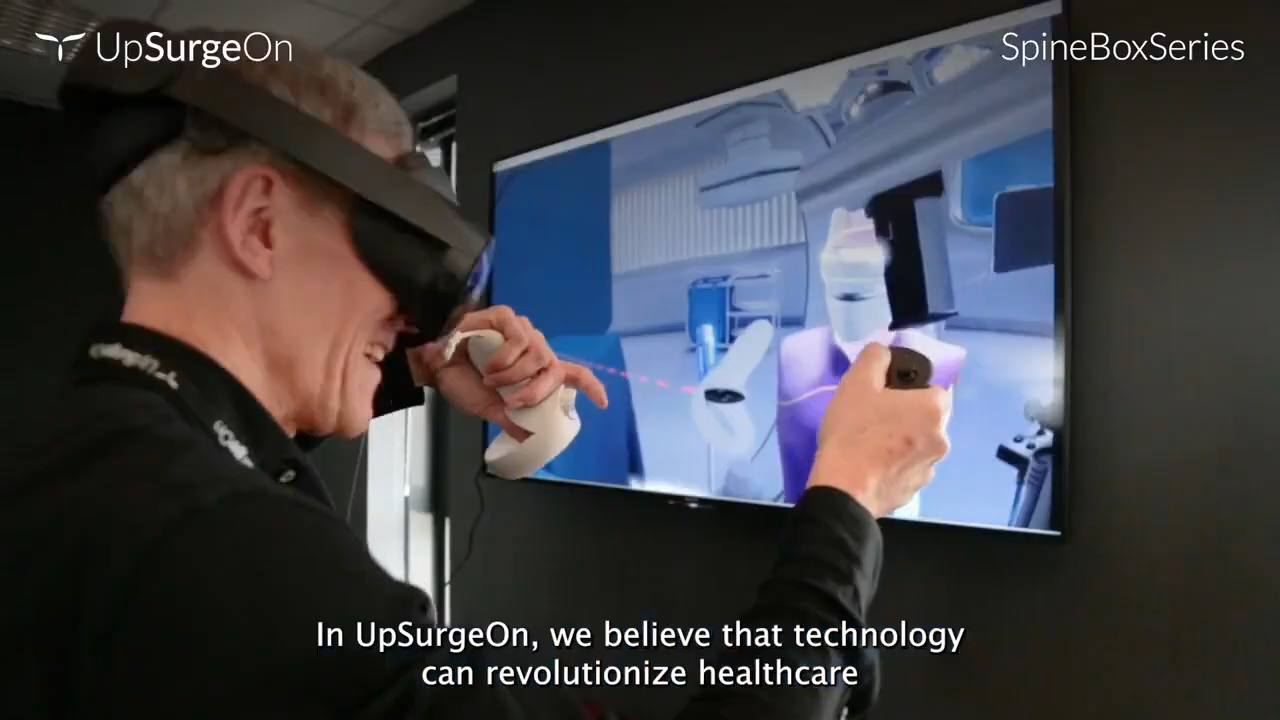 UpSurgeOn
SpineBoxSeries
In UpSurgeOn, we believe that technology
can revolutionize healthcare